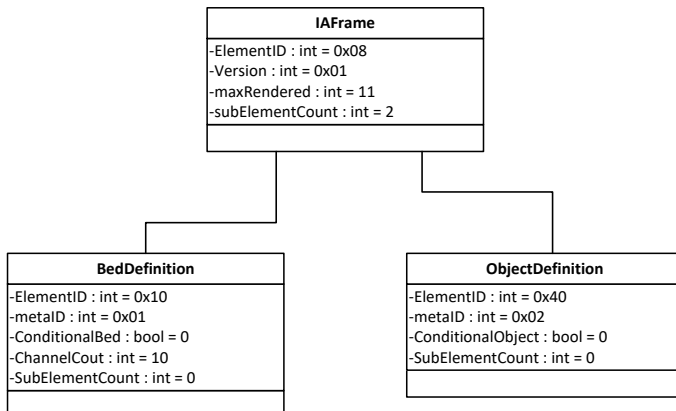 IAFrame
-ElementID : int = 0x08
-Version : int = 0x01
-maxRendered : int = 11
-subElementCount : int = 2
BedDefinition
-ElementID : int = 0x10
-metaID : int = 0x01
-ConditionalBed : bool = 0
-ChannelCout : int = 10
-SubElementCount : int = 0
ObjectDefinition
-ElementID : int = 0x40
-metaID : int = 0x02
-ConditionalObject : bool = 0
-SubElementCount : int = 0